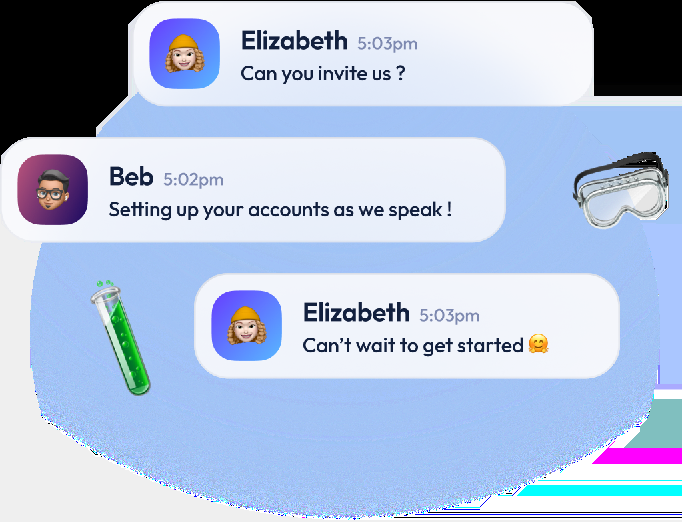 Elizabeth 5:03pm
Can you invite us ?
Beb 5:02pm
Setting up your accounts as we speak !
Elizabeth 5:03pm
Can’t wait to get started 🤗